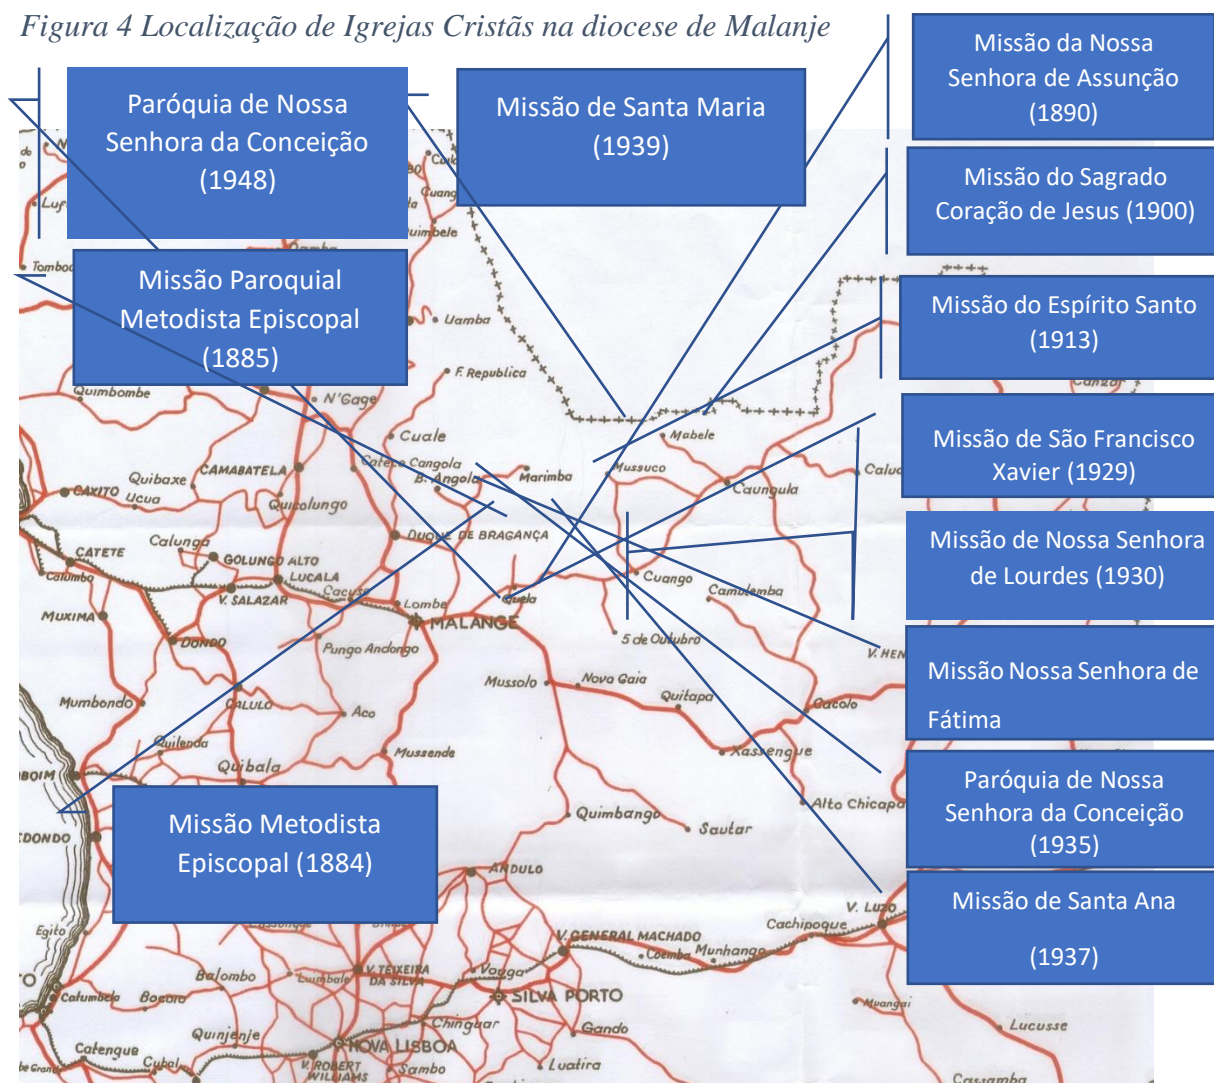 Figura 4 Localização de Igrejas Cristãs na diocese de Malanje
Missão da Nossa
Senhora de Assunção
(1890)
Paróquia de Nossa
Senhora da Conceição
(1948)
Missão de Santa Maria
(1939)
Missão do Sagrado
Coração de Jesus (1900)
Missão Paroquial
Metodista Episcopal
(1885)
Missão do Espírito Santo
(1913)
Missão de São Francisco
Xavier (1929)
Missão de Nossa Senhora
de Lourdes (1930)
Missão Nossa Senhora de
Fátima
Paróquia de Nossa
Senhora da Conceição
(1935)
Missão Metodista
Episcopal (1884)
Missão de Santa Ana
(1937)
Uamba
F. Republica
Quimbombe
N'Gage
Cuale
Mabele
CAMABATELA
Cateco Cangola
B. Angola
Marimba
Mussuco
Caungula
Quibaxe
CAXITO
Ucua
Quicolungo
DUQUE DE BRAGANÇA
Calunga
CATETE
GOLUNGO ALTO
Calumbo
LUCALA
Cuango
V. SALAZAR
Cacuso
Lombe
Quela
Camulemba
MUXIMA
MALANGE
DONDO
Pungo Andongo
5 de Outubro
Mussolo
Nova Gaia
Quitapa
Cacolo
Mumbondo
CALULO
Aco
Quilenda
Mussende
Xassengue
Quibala
Alto Chicapa
Quimbango
Sautar
ANDULO
V. LUZO
Cachipoque
Egito
V. GENERAL MACHADO
Coemba
Munhango
Balombo
Luimbale
V. TEIXEIRA
DA SILVA
Vouga
SILVA PORTO
Catumbela
Bocoio
Muangai
Chinguar
Gando
Lucusse
Quinjenje
NOVA LISBOA
Catengue
Cubal
V. ROBERT
WILLIAMS
Sambo
Luatira
Cassamba